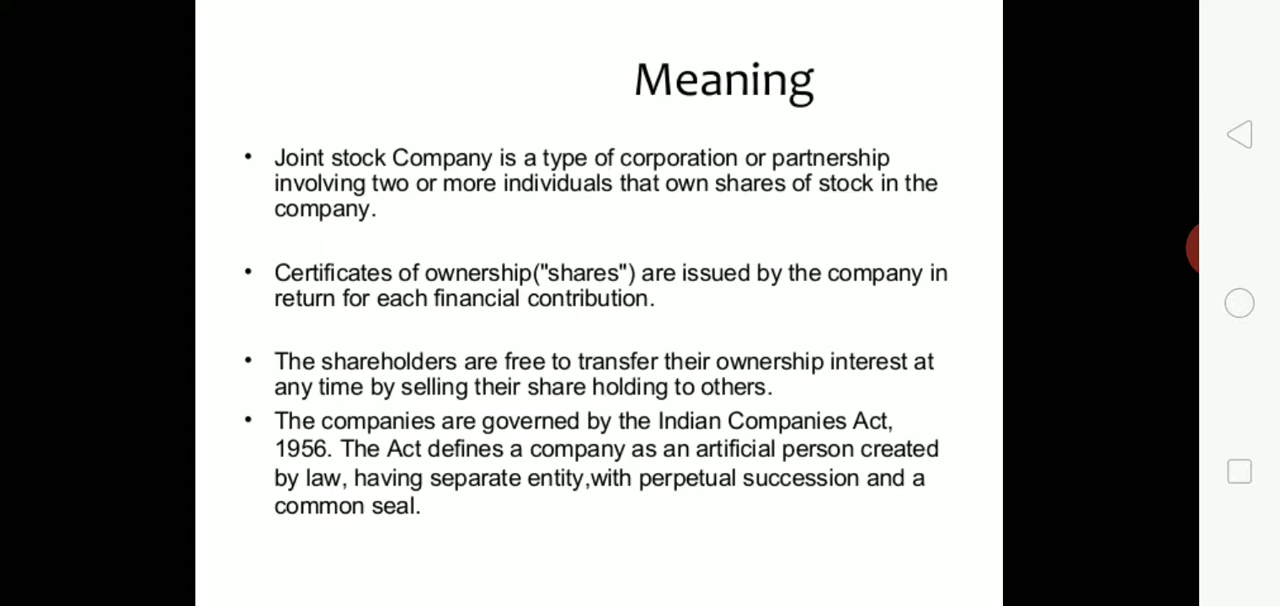 Meaning
• Joint stock Company is a type of corporation or partnership
involving two or more individuals that own shares of stock in the
company.
• Certificates of ownership("shares") are issued by the company in
return for each financial contribution.
• The shareholders are free to transfer their ownership interest at
any time by selling their share holding to others.
• The companies are governed by the Indian Companies Act,
1956. The Act defines a company as an artificial person created
by law, having separate entity,with perpetual succession and a
common seal.